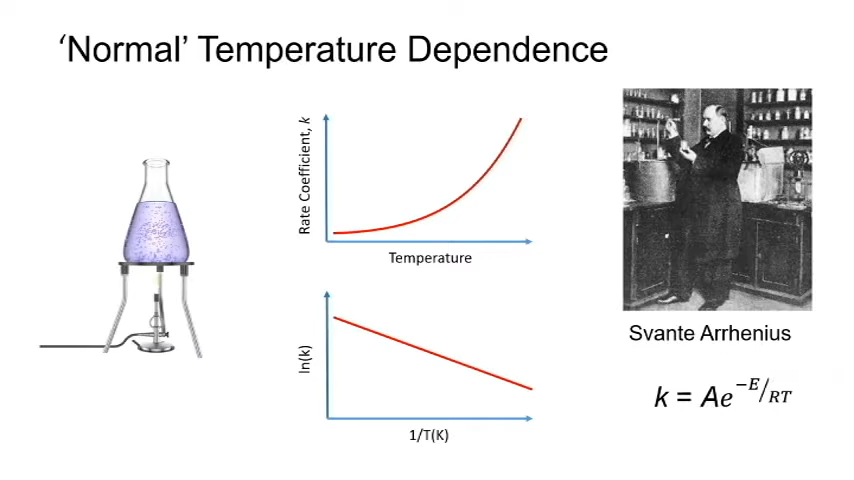 ‘Normal’ Temperature Dependence
Rate Coefficient, k
Temperature
ln(k)
1/T(K)
Svante Arrhenius
k = Ae^−E/RT